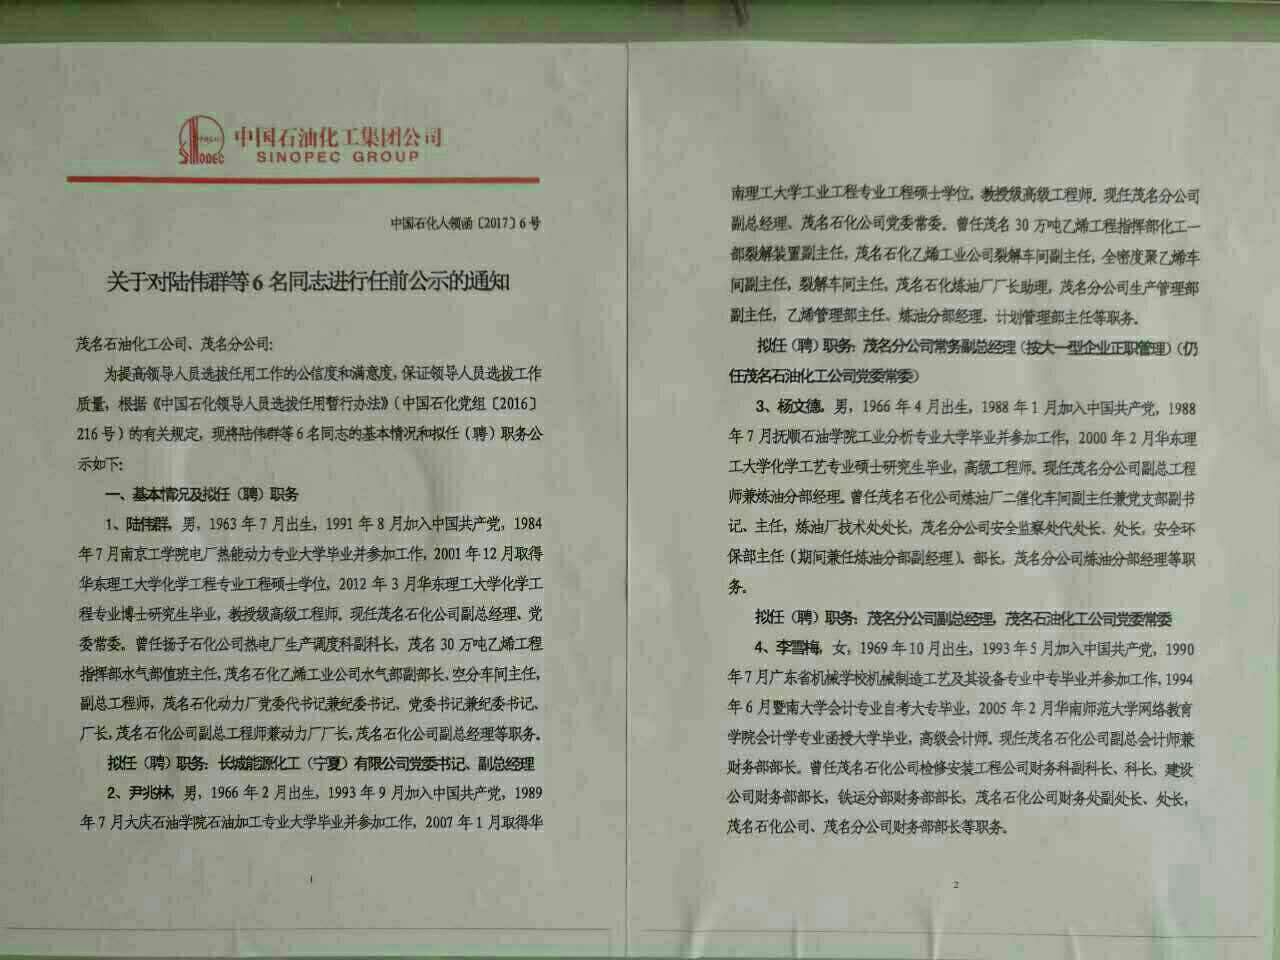 中国石油化工集团公司
SINOPEC GROUP
SINOPEC
中国石化人领函〔2017〕6号
关于对陆伟群等6名同志进行任前公示的通知
茂名石油化工公司、茂名分公司:
为提高领导人员选拔任用工作的公信度和满意度，保证领导人员选拔工作
质量，根据《中国石化领导人员选拔任用暂行办法》（中国石化党组〔2016〕
216号）的有关规定，现将陆伟群等6名同志的基本情况和拟任（聘）职务公
示如下:
一、基本情况及拟任（聘）职务
1、陆伟群，男，1963年7月出生，1991年8月加入中国共产党，1984
年7月南京工学院电厂热能动力专业大学毕业并参加工作，2001年12月取得
华东理工大学化学工程专业工程硕士学位，2012年3月华东理工大学化学工
程专业博士研究生毕业，教授级高级工程师。现任茂名石化公司副总经理、党
委常委。曾任扬子石化公司热电厂生产调度科副科长，茂名30万吨乙烯工程
指挥部水气部值班主任，茂名石化乙烯工业公司水气部副部长，空分车间主任，
副总工程师，茂名石化动力厂党委代书记兼纪委书记、党委书记兼纪委书记、
厂长，茂名石化公司副总工程师兼动力厂厂长，茂名石化公司副总经理等职务。
拟任（聘）职务：长城能源化工（宁夏）有限公司党委书记、副总经理
2、尹兆林，男，1966年2月出生，1993年9月加入中国共产党，1989
年7月大庆石油学院石油加工专业大学毕业并参加工作，2007年1月取得华
1
南理工大学工业工程专业工程硕士学位，教授级高级工程师。现任茂名分公司
副总经理、茂名石化公司党委常委。曾任茂名30万吨乙烯工程指挥部化工一
部裂解装置副主任，茂名石化乙烯工业公司裂解车间副主任，全密度聚乙烯车
间副主任，裂解车间主任，茂名石化炼油厂厂长助理，茂名分公司生产管理部
副主任，乙烯管理部主任、炼油分部经理、计划管理部主任等职务。
拟任（聘）职务：茂名分公司常务副总经理（按大一型企业正职管理）（仍
任茂名石油化工公司党委常委）
3、杨文德，男，1966年4月出生，1988年1月加入中国共产党，1988
年7月抚顺石油学院工业分析专业大学毕业并参加工作，2000年2月华东理
工大学化学工艺专业硕士研究生毕业，高级工程师。现任茂名分公司副总工程
师兼炼油分部经理。曾任茂名石化公司炼油厂二催化车间副主任兼党支部副书
记、主任，炼油厂技术处处长，茂名分公司安全监察处代处长、处长，安全环
保部主任（期间兼任炼油分部副经理）、部长，茂名分公司炼油分部经理等职
务。
拟任（聘）职务：茂名分公司副总经理，茂名石油化工公司党委常委
4、李雪梅，女，1969年10月出生，1993年5月加入中国共产党，1990
年7月广东省机械学校机械制造工艺及其设备专业中专毕业并参加工作，1994
年6月暨南大学会计专业自考大专毕业，2005年2月华南师范大学网络教育
学院会计学专业函授大学毕业，高级会计师。现任茂名石化公司副总会计师兼
财务部部长。曾任茂名石化公司检修安装工程公司财务科副科长、科长，建设
公司财务部部长，铁运分部财务部部长，茂名石化公司财务处副处长、处长，
茂名石化公司、茂名分公司财务部部长等职务。
2